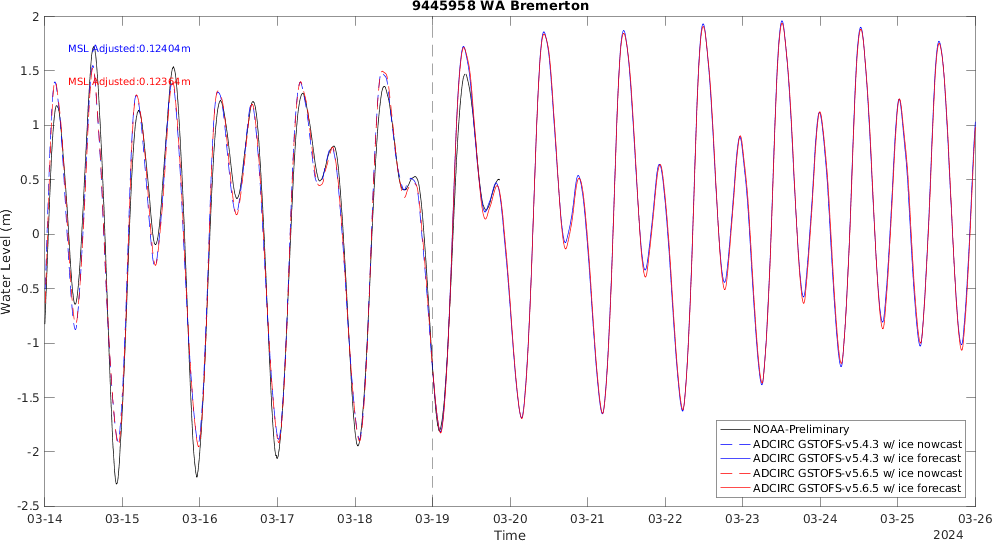 9445958 WA Bremerton
MSL Adjusted:0.12404m
MSL Adjusted:0.12364m
Water Level (m)
2
1.5
1
0.5
0
-0.5
-1
-1.5
-2
-2.5
NOAA-Preliminary
ADCIRC GSTOFS-v5.4.3 w/ ice nowcast
ADCIRC GSTOFS-v5.4.3 w/ ice forecast
ADCIRC GSTOFS-v5.6.5 w/ ice nowcast
ADCIRC GSTOFS-v5.6.5 w/ ice forecast
03-14 03-15 03-16 03-17 03-18 03-19 03-20 03-21 03-22 03-23 03-24 03-25 03-26
Time
2024